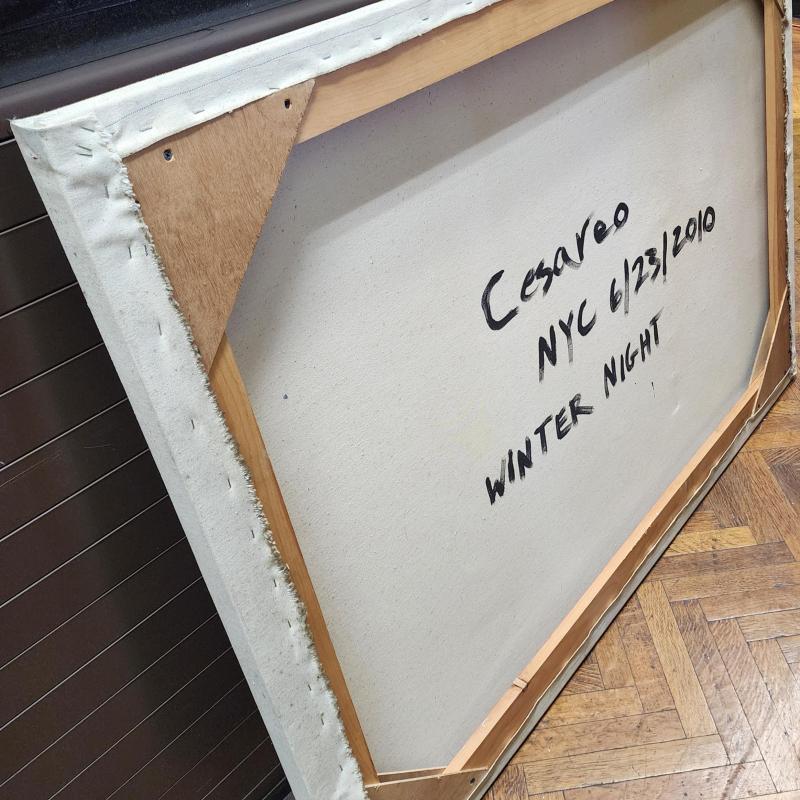 Cesareo
NYC 6/23/2010
WINTER NIGHT